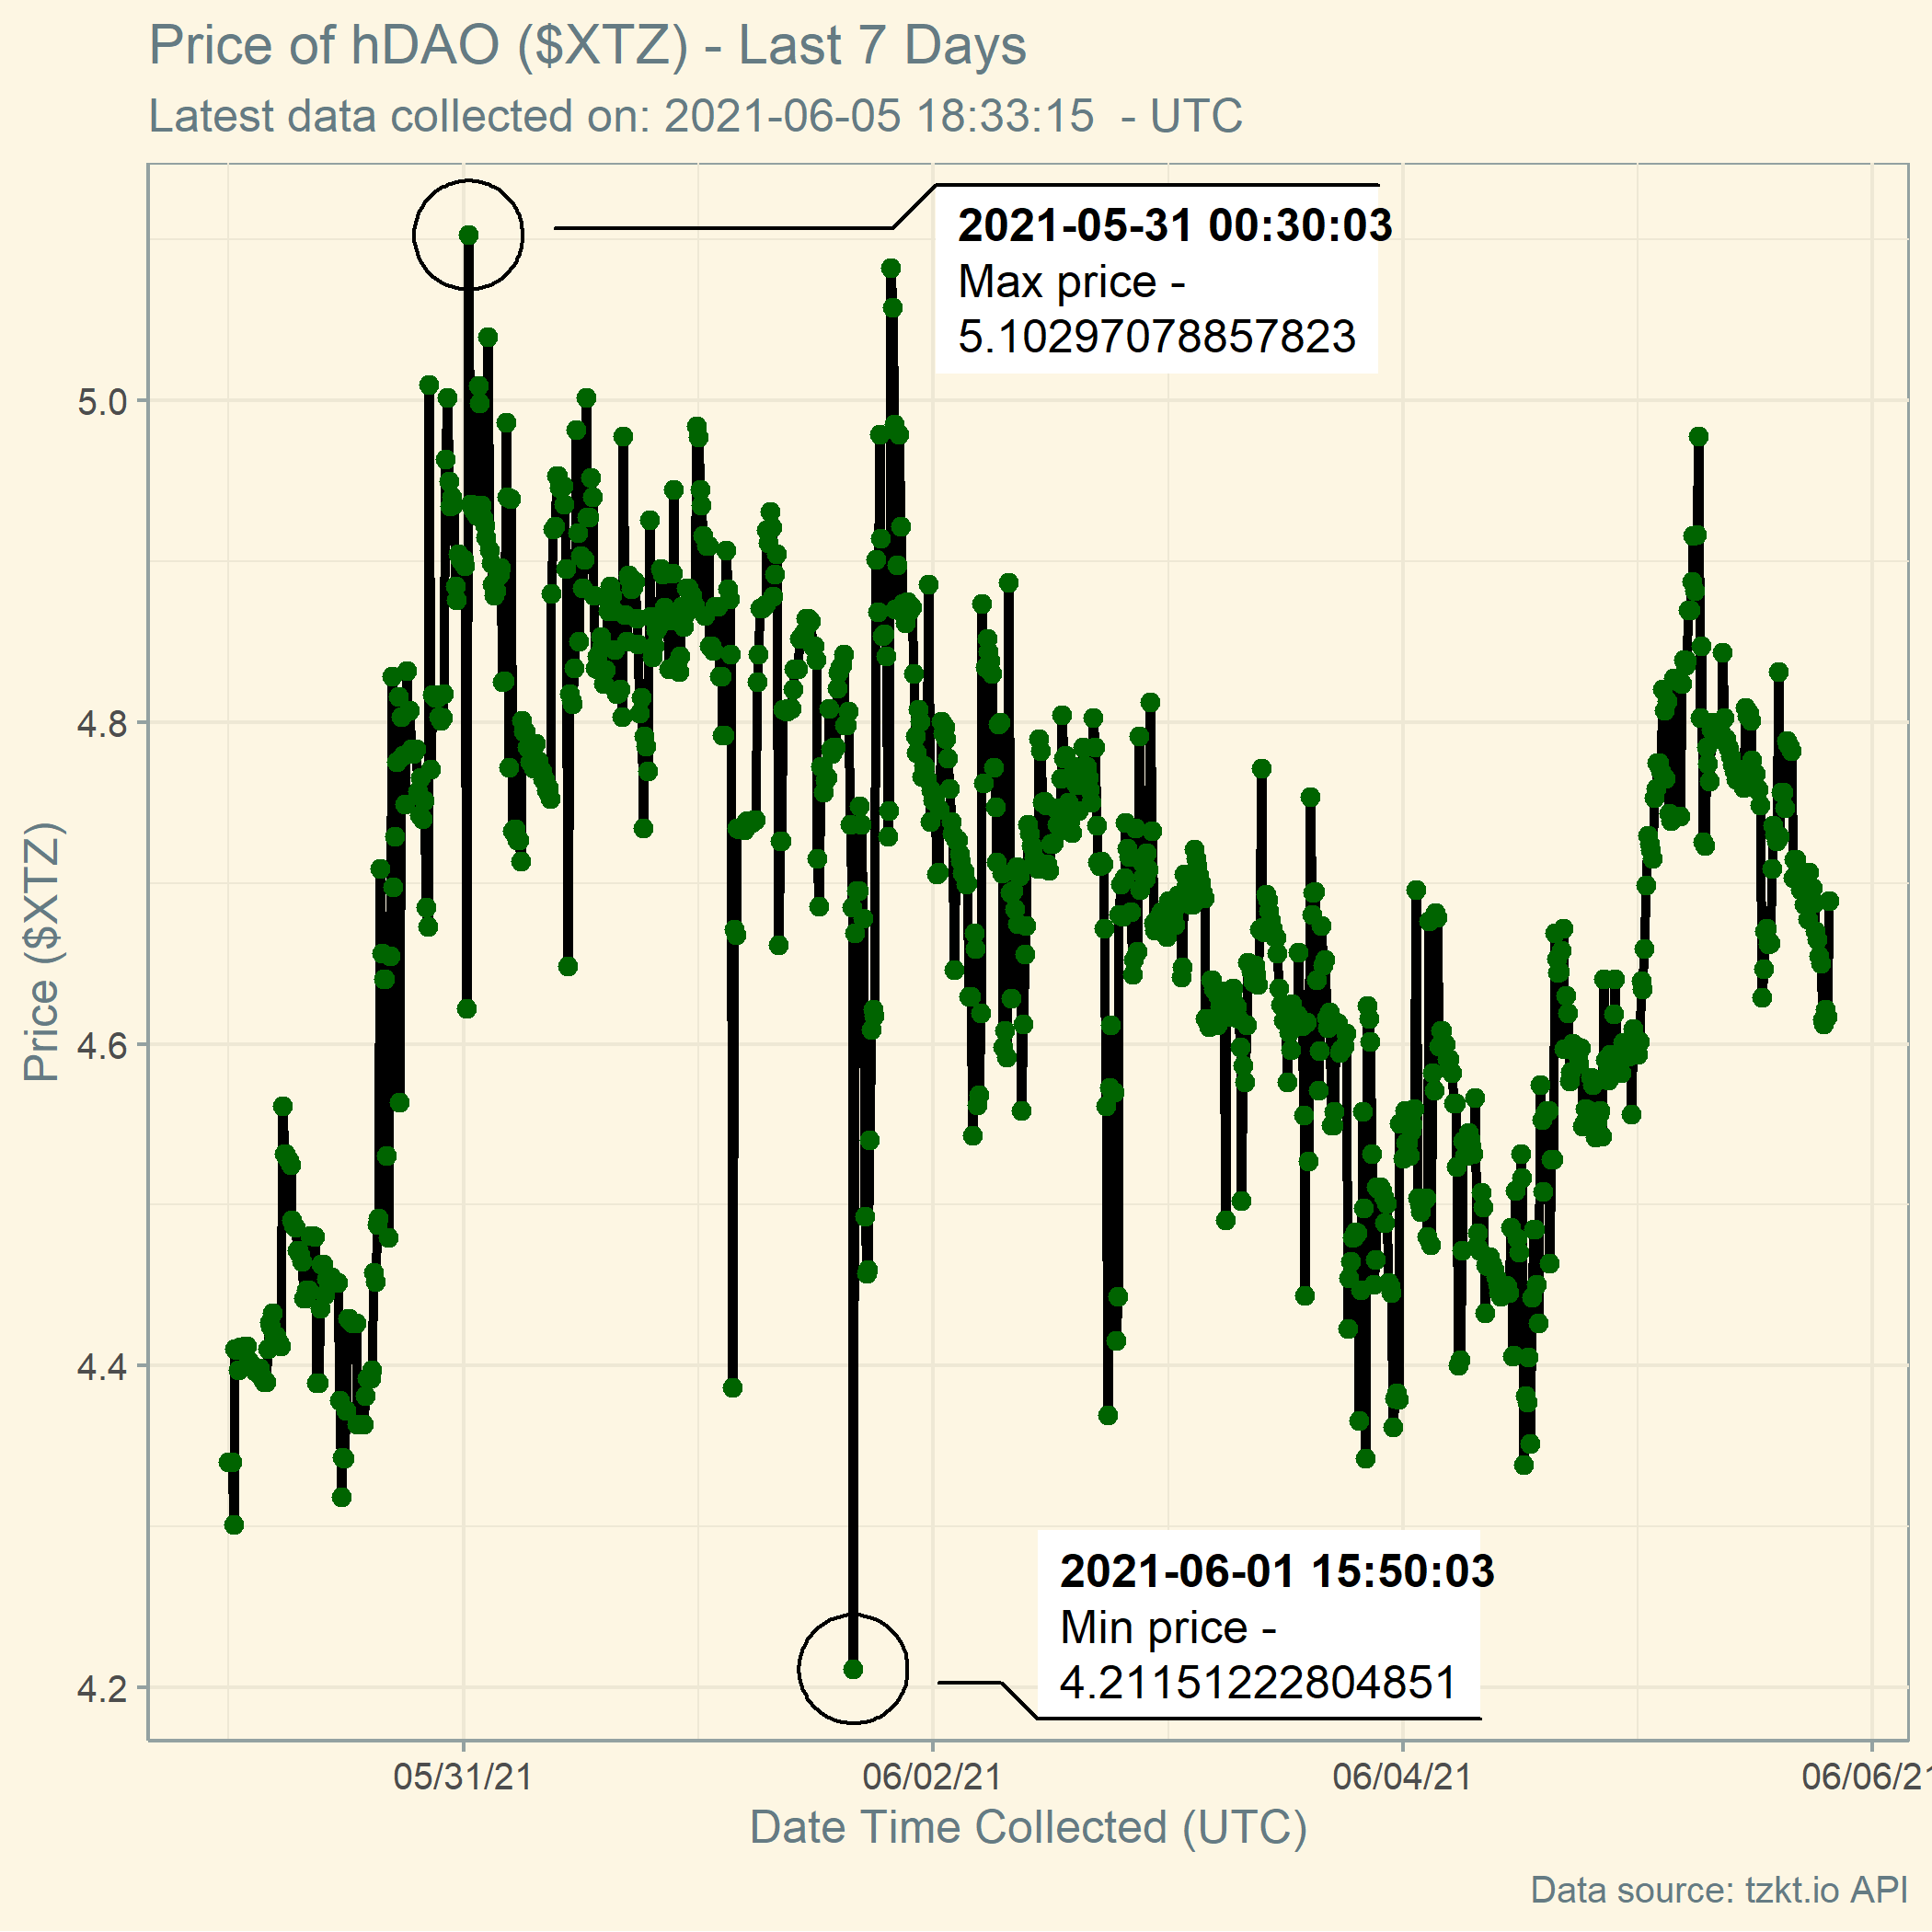 Price of hDAO ($XTZ) - Last 7 Days
Latest data collected on: 2021-06-05 18:33:15  - UTC
2021-05-31 00:30:03
Max price -
5.10297078857823
5.0
4.8
4.6
4.4
4.2
Price ($XTZ)
2021-06-01 15:50:03
Min price -
4.21151222804851
05/31/21
06/02/21
06/04/21
06/06/21
Date Time Collected (UTC)
Data source: tzkt.io API